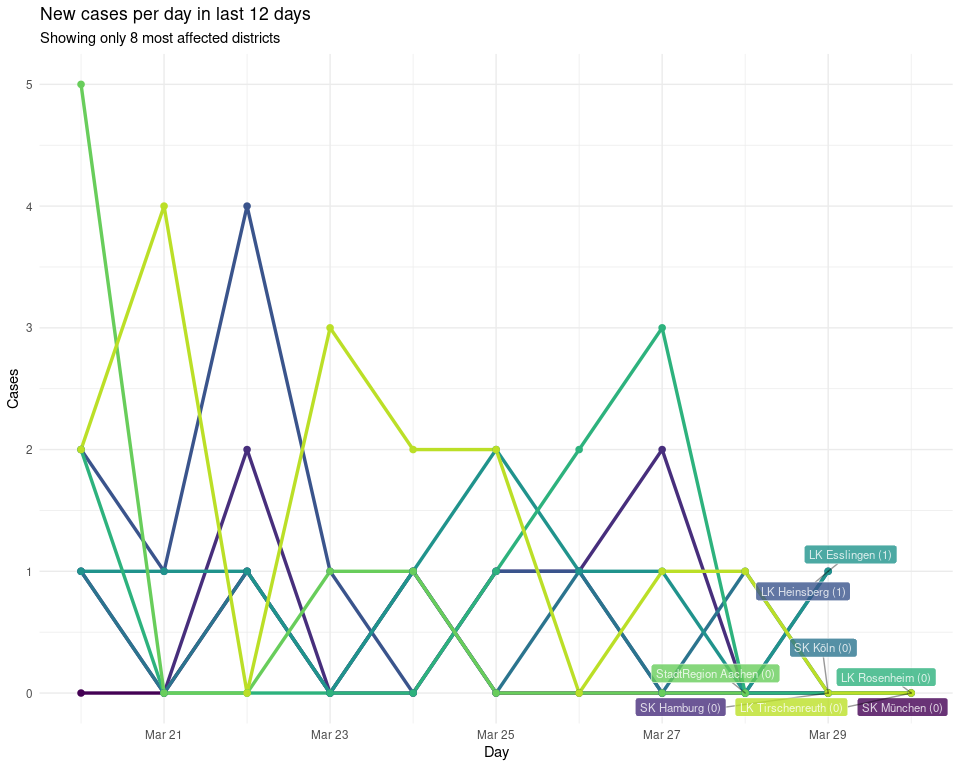 New cases per day in last 12 days
Showing only 8 most affected districts
Cases
5
4
3
2
1
0
LK Esslingen (1)
LK Heinsberg (1)
SK Köln (0)
StadtRegion Aachen (0)
LK Rosenheim (0)
SK Hamburg (0)
LK Tirschenreuth (0)
SK München (0)
Mar 21
Mar 23
Mar 25
Mar 27
Mar 29
Day